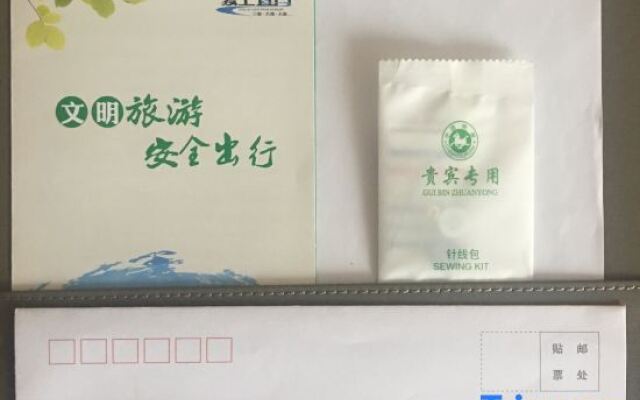 文明旅游
安全出行
贵宾专用
GUI BIN ZHUANYONG
针线包
SEWING KIT
贴 邮
票 处